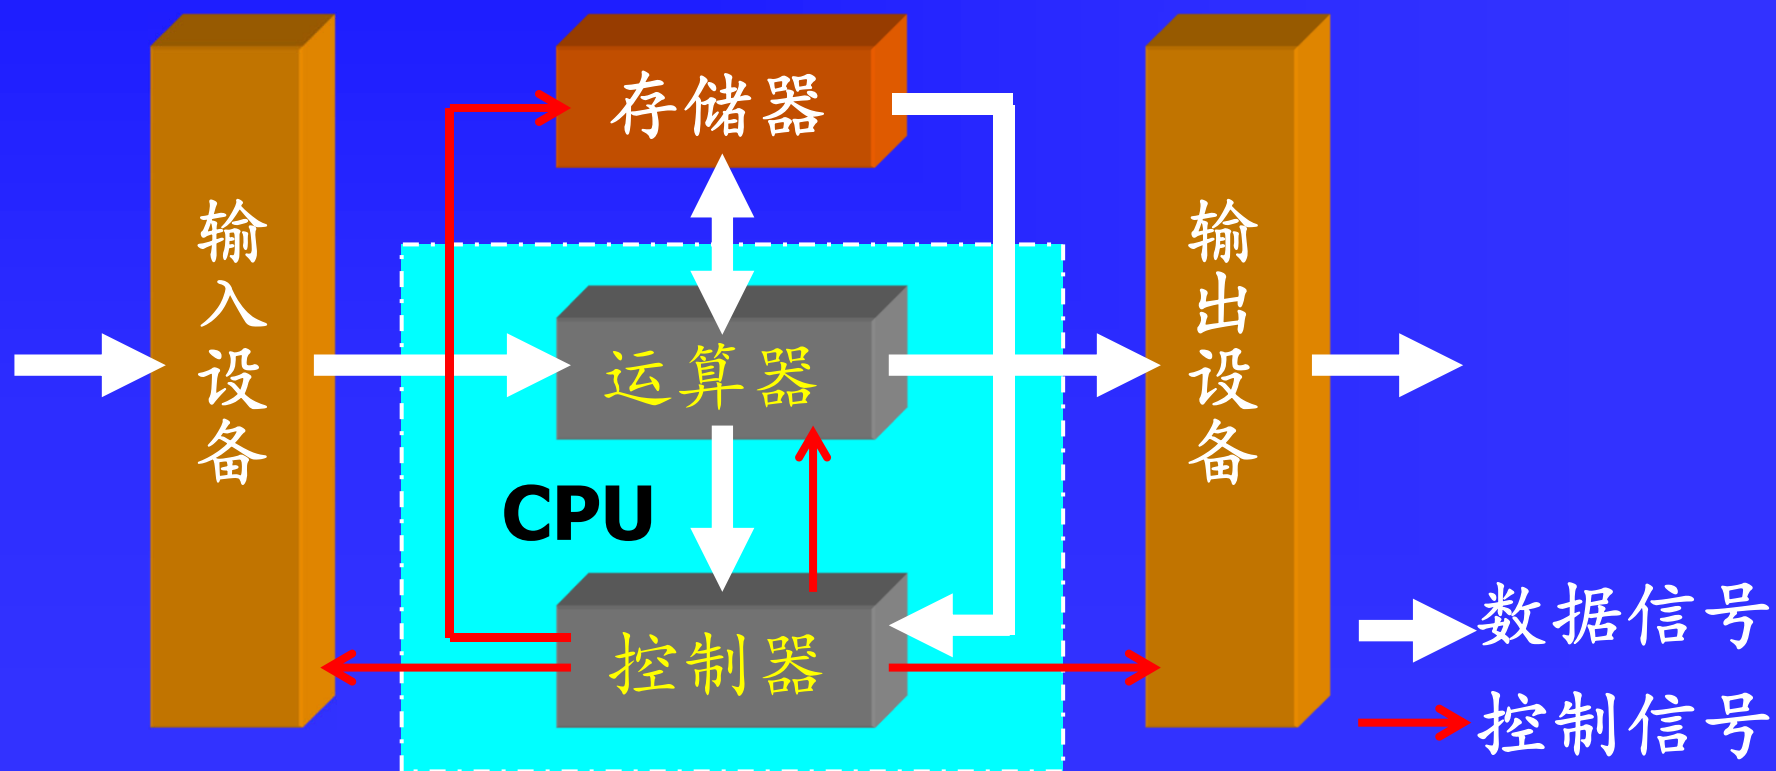 存储器
输入设备
输出设备
运算器
CPU
控制器
数据信号
控制信号